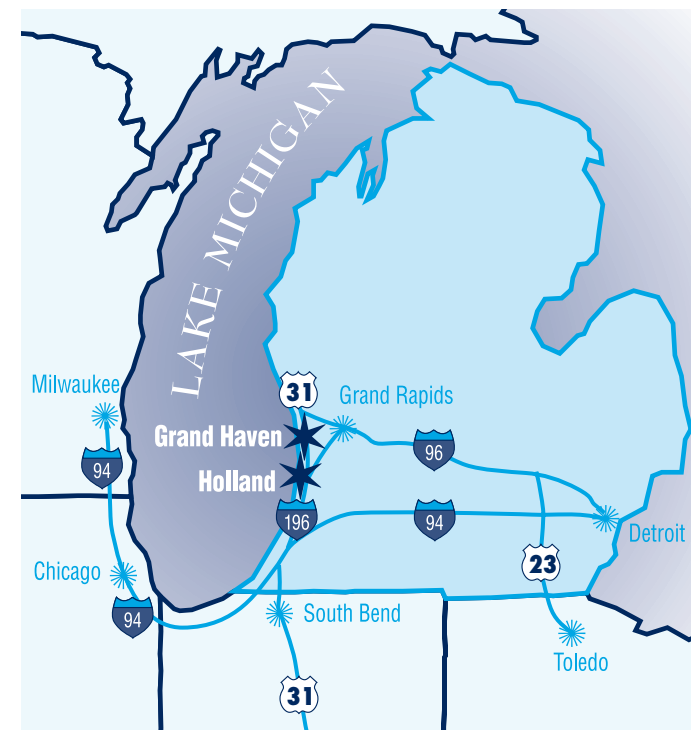 LAKE MICHIGAN
31
Milwaukee
Grand Rapids
Grand Haven
96
94
Holland
196
94
Detroit
Chicago
23
94
South Bend
Toledo
31